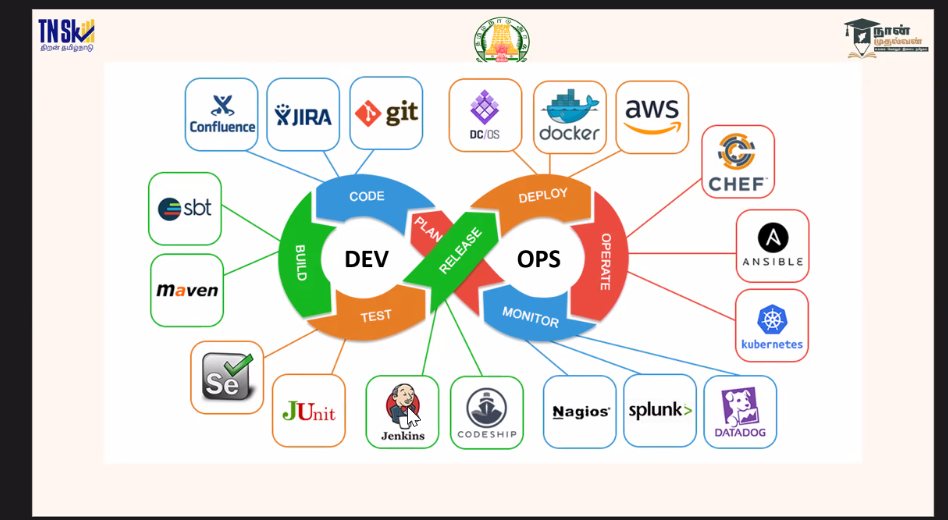 TNSk
திறன் தமிழ்நாடு
நான்
முதல்வன்
Confluence
JIRA
git
DC/OS
docker
aws
CHEF
sbt
maven
CODE
PLAN
BUILD
DEV
TEST
RELEASE
DEPLOY
OPS
OPERATE
MONITOR
ANSIBLE
kubernetes
Se
JUnit
Jenkins
CODESHIP
Nagios®
splunk>
DATADOG